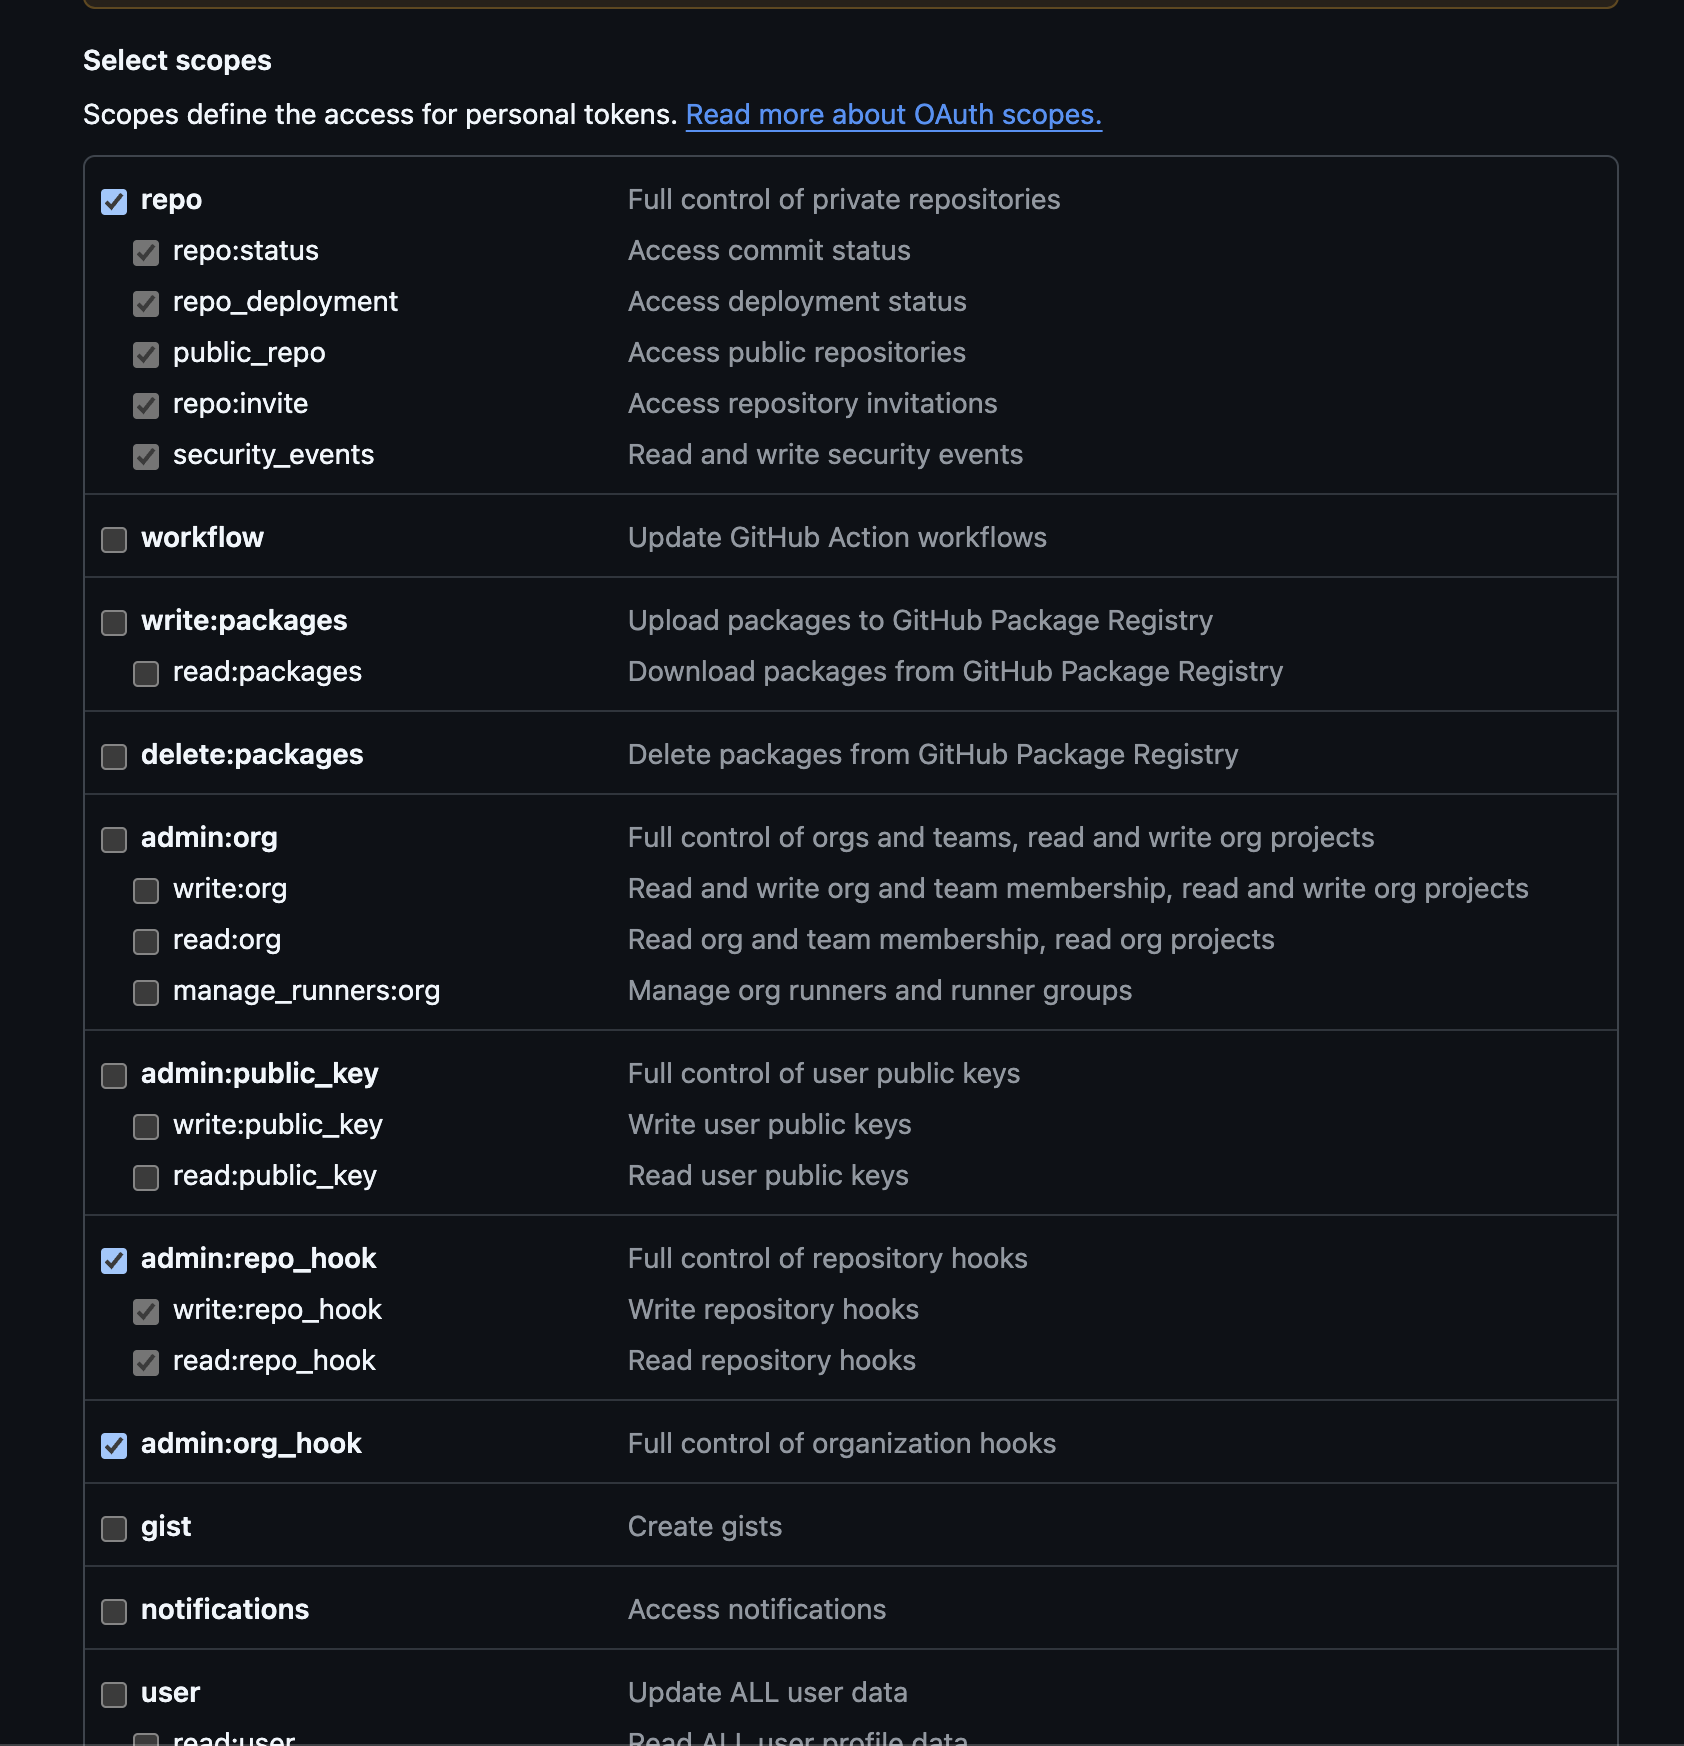 Select scopes
Scopes define the access for personal tokens. Read more about OAuth scopes.
repo Full control of private repositories
repo:status Access commit status
repo_deployment Access deployment status
public_repo Access public repositories
repo:invite Access repository invitations
security_events Read and write security events
workflow Update GitHub Action workflows
write:packages Upload packages to GitHub Package Registry
read:packages Download packages from GitHub Package Registry
delete:packages Delete packages from GitHub Package Registry
admin:org Full control of orgs and teams, read and write org projects
write:org Read and write org and team membership, read and write org projects
read:org Read org and team membership, read org projects
manage_runners:org Manage org runners and runner groups
admin:public_key Full control of user public keys
write:public_key Write user public keys
read:public_key Read user public keys
admin:repo_hook Full control of repository hooks
write:repo_hook Write repository hooks
read:repo_hook Read repository hooks
admin:org_hook Full control of organization hooks
gist Create gists
notifications Access notifications
user Update ALL user data
read:user Read ALL user profile data